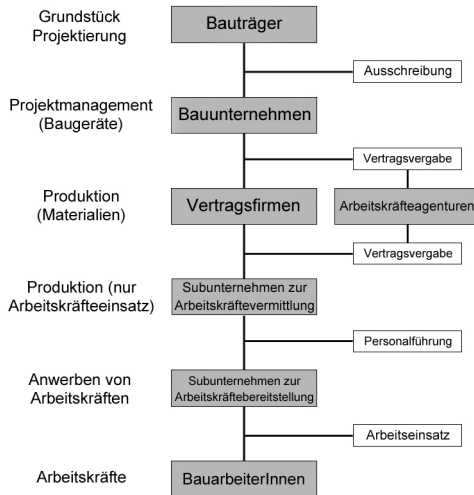 Grundstück
Projektierung
Bauträger
Ausschreibung
Projektmanagement
(Baugeräte)
Bauunternehmen
Vertragsvergabe
Produktion
(Materialien)
Vertragsfirmen
Arbeitskräfteagenturen
Vertragsvergabe
Produktion (nur
Arbeitskräfteeinsatz)
Subunternehmen zur
Arbeitskräftevermittlung
Personalführung
Anwerben von
Arbeitskräften
Subunternehmen zur
Arbeitskräftebereitstellung
Arbeitseinsatz
Arbeitskräfte
BauarbeiterInnen